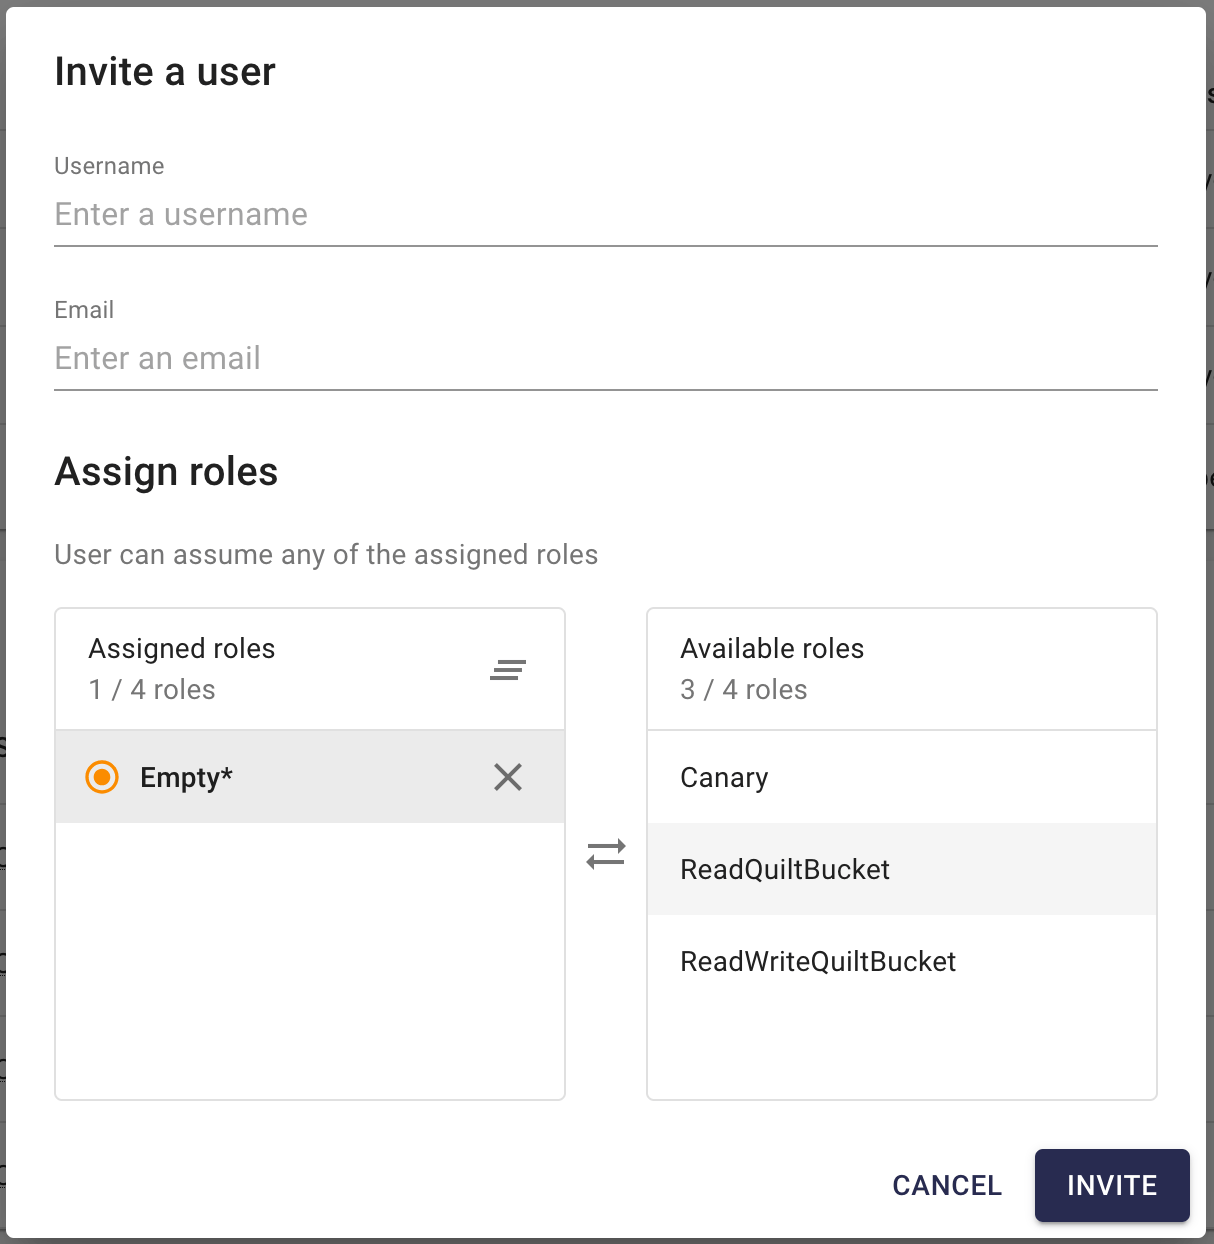 Invite a user
Username
Enter a username
Email
Enter an email
Assign roles
User can assume any of the assigned roles
Assigned roles
1 / 4 roles
Empty*
Available roles
3 / 4 roles
Canary
ReadQuiltBucket
ReadWriteQuiltBucket
CANCEL
INVITE